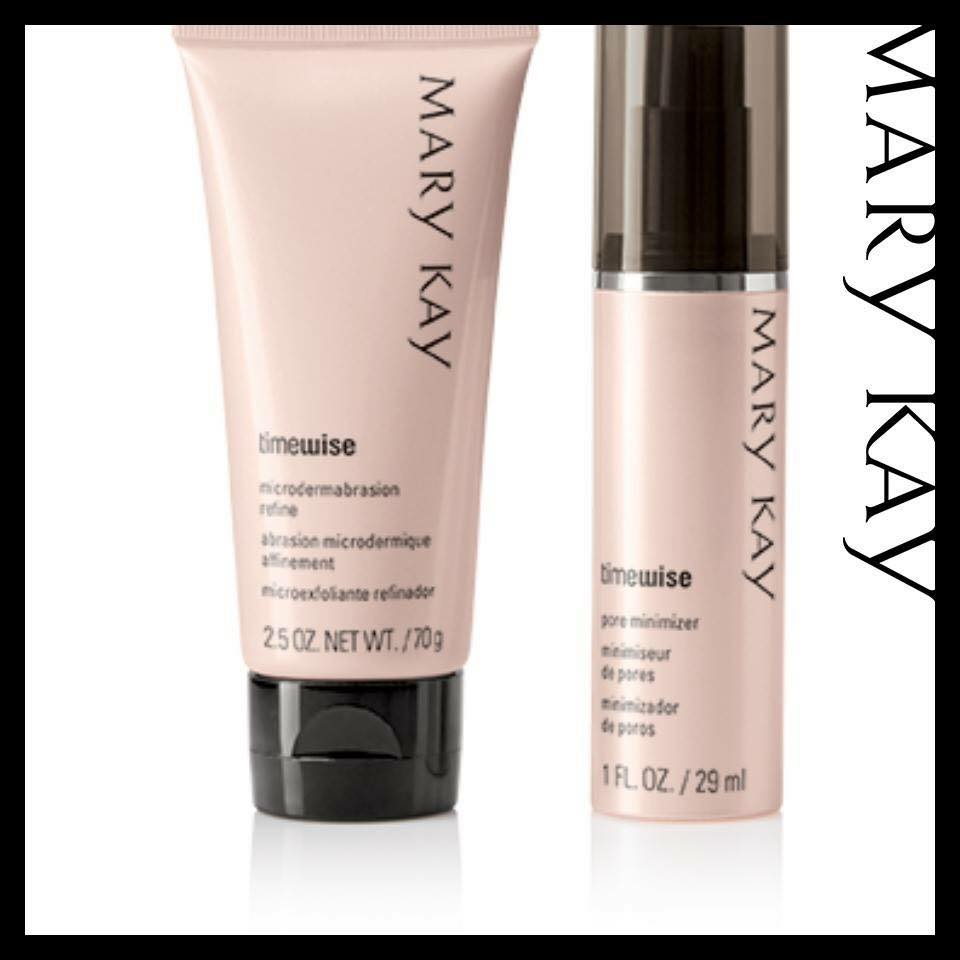 MARY KAY
timewise
microdermabrasion
refine
abrasion microdermique
affinement
microexfoliante refinador
2.5 OZ. NET WT. / 70 g
MARY KAY
timewise
pore minimizer
minimiseur
de pores
minimizador
de poros
1 FL. OZ. / 29 ml
MARY KAY